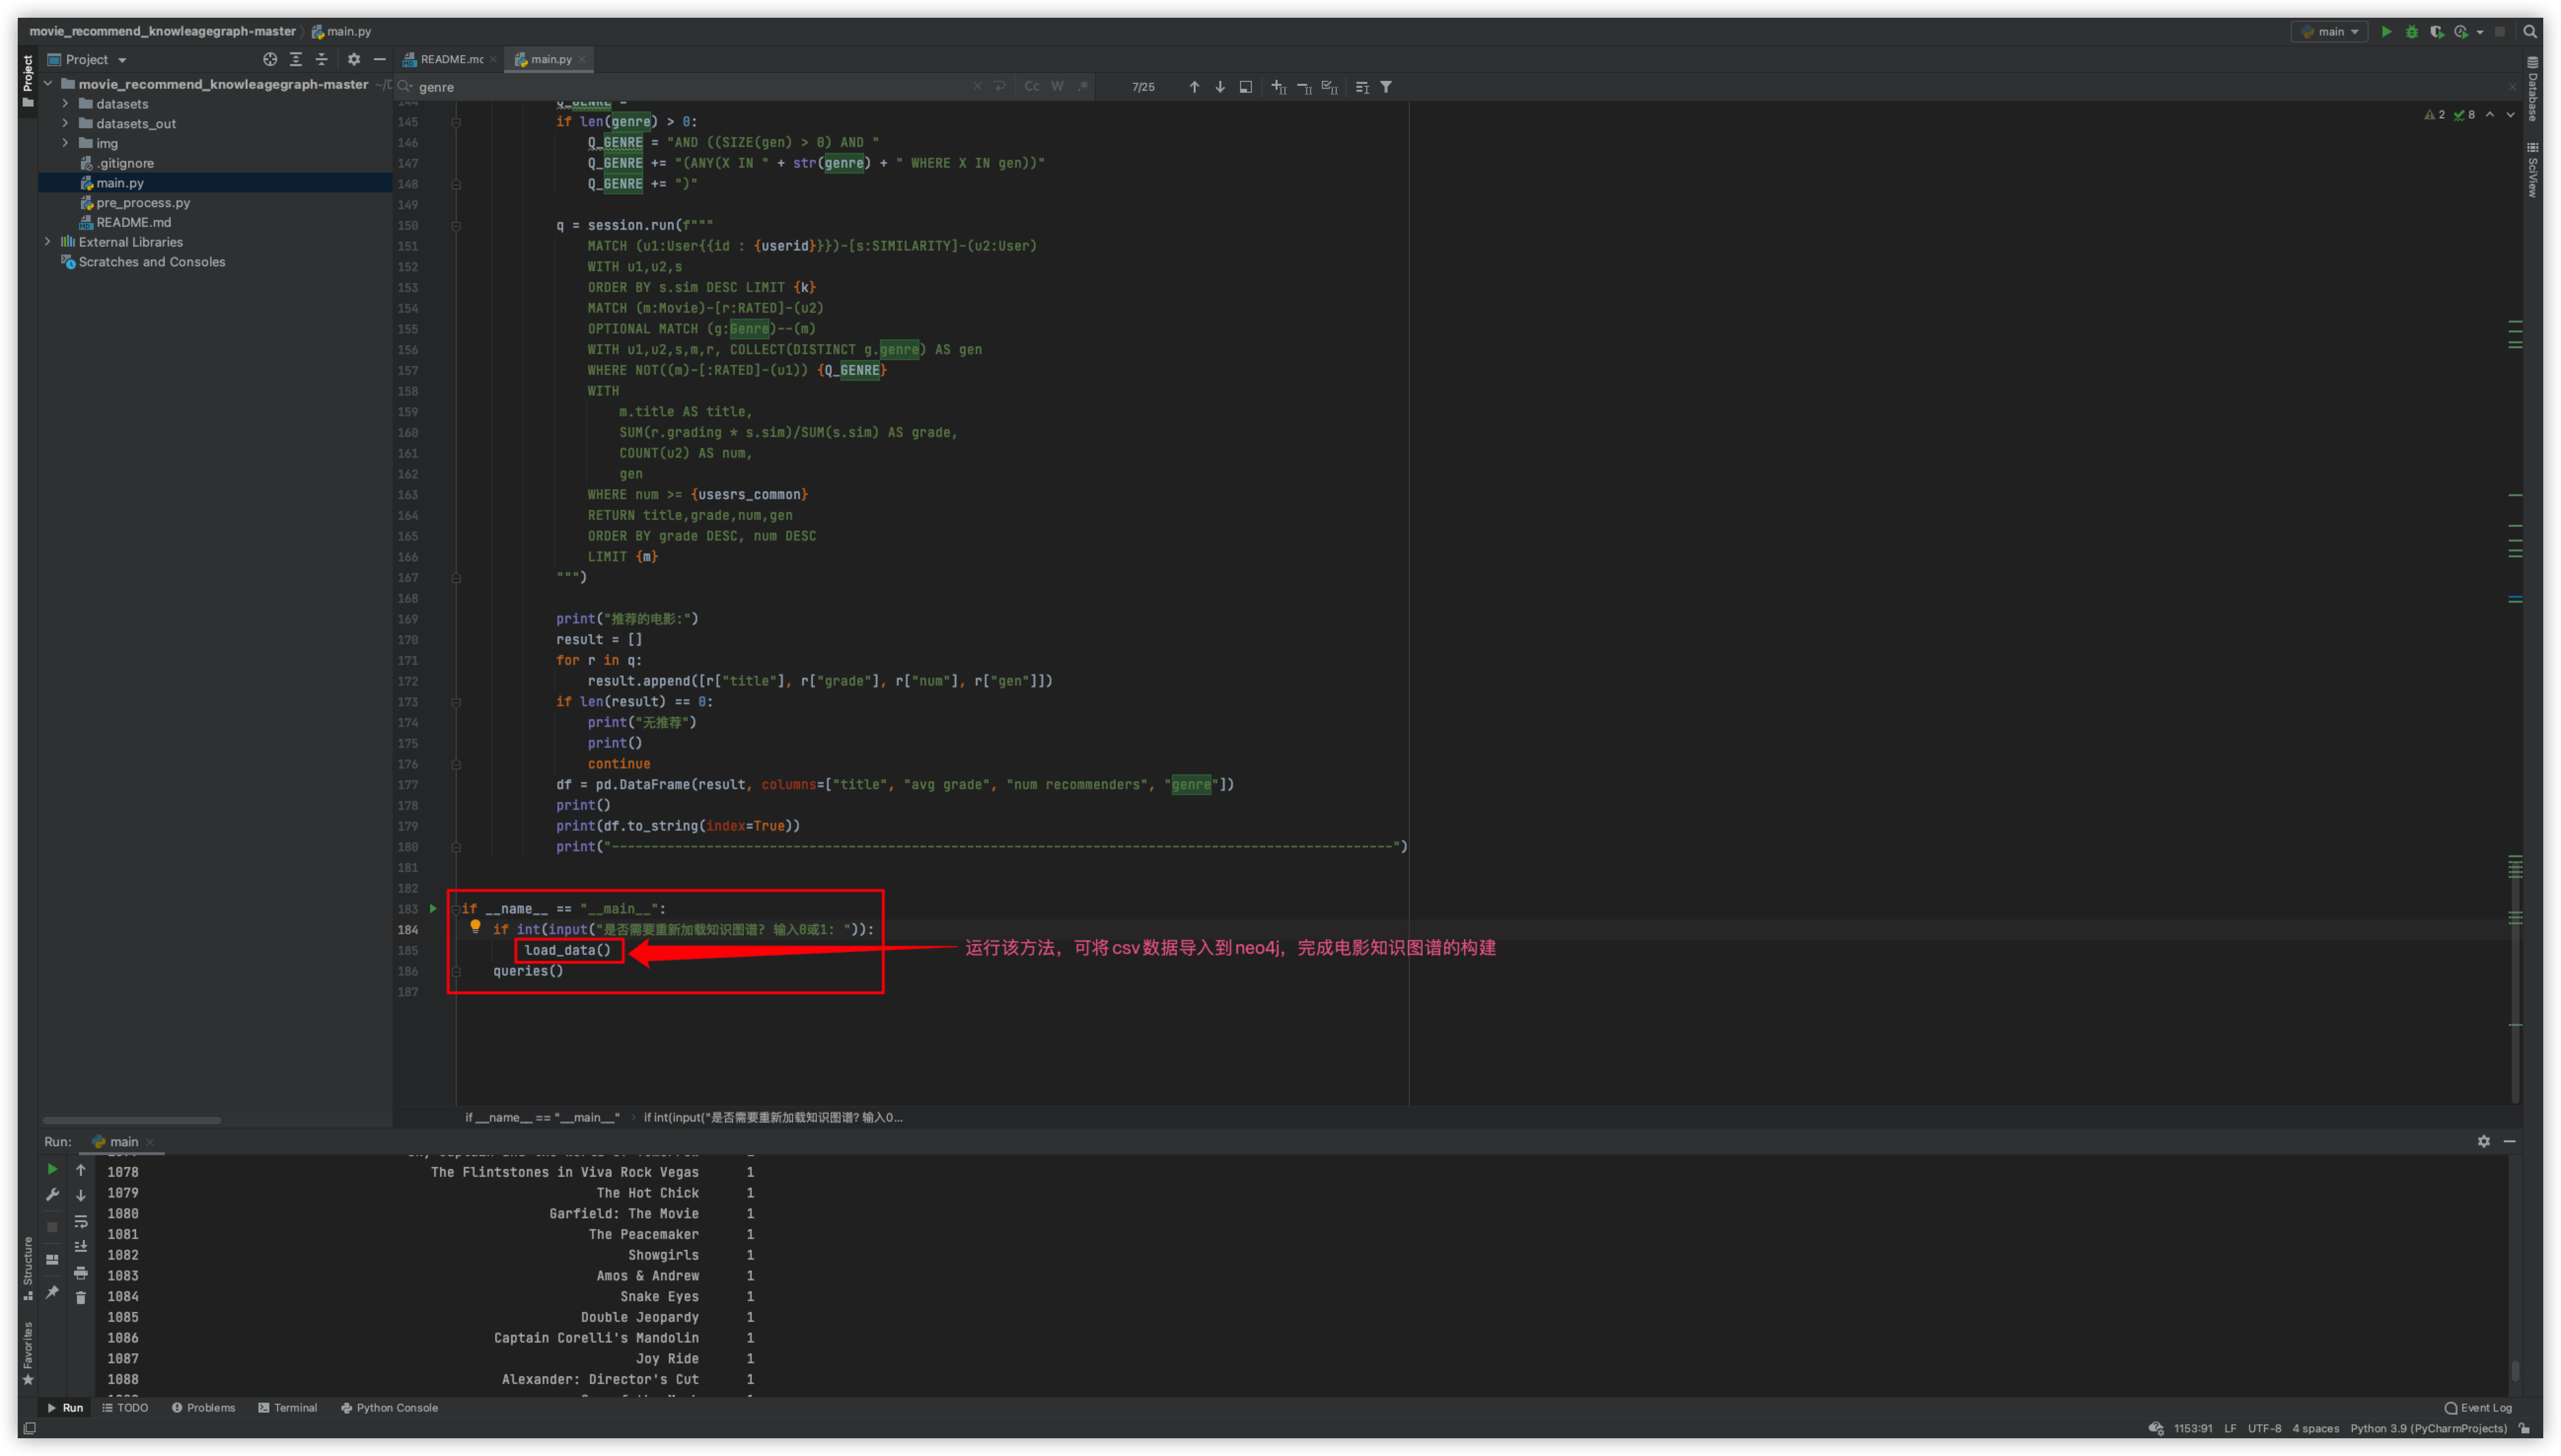 movie_recommend_knowleagegraph-master
main.py
main
Project
README.mc
main.py
Project
movie_recommend_knowleagegraph-master
genre
Cc W .*
7/25
datasets
datasets_out
img
.gitignore
main.py
pre_process.py
README.md
External Libraries
Scratches and Consoles
Database
SciView
2 8
145 if len(genre) > 0:
146 Q_GENRE = "AND ((SIZE(gen) > 0) AND "
147 Q_GENRE += "(ANY(X IN " + str(genre) + " WHERE X IN gen))"
148 Q_GENRE += ")"
149
150 q = session.run(f"""
151 MATCH (u1:User{{id : {userid}}})-[s:SIMILARITY]-(u2:User)
152 WITH u1,u2,s
153 ORDER BY s.sim DESC LIMIT {k}
154 MATCH (m:Movie)-[r:RATED]-(u2)
155 OPTIONAL MATCH (g:Genre)--(m)
156 WITH u1,u2,s,m,r, COLLECT(DISTINCT g.genre) AS gen
157 WHERE NOT((m)-[:RATED]-(u1)) {Q_GENRE}
158 WITH
159 m.title AS title,
160 SUM(r.grading * s.sim)/SUM(s.sim) AS grade,
161 COUNT(u2) AS num,
162 gen
163 WHERE num >= {usesrs_common}
164 RETURN title,grade,num,gen
165 ORDER BY grade DESC, num DESC
166 LIMIT {m}
167 """)
168
169 print("推荐的电影:")
170 result = []
171 for r in q:
172 result.append([r["title"], r["grade"], r["num"], r["gen"]])
173 if len(result) == 0:
174 print("无推荐")
175 print()
176 continue
177 df = pd.DataFrame(result, columns=["title", "avg grade", "num recommenders", "genre"])
178 print()
179 print(df.to_string(index=True))
180 print("---------------------------------------------------------------------------------------------------")
181
182
183 if __name__ == "__main__":
184 if int(input("是否需要重新加载知识图谱? 输入0或1: ")):
185 load_data()
运行该方法，可将csv数据导入到neo4j，完成电影知识图谱的构建
186 queries()
187
if __name__ == "__main__" › if int(input("是否需要重新加载知识图谱? 输入0...
Run: main
1078 The Flintstones in Viva Rock Vegas 1
1079 The Hot Chick 1
1080 Garfield: The Movie 1
1081 The Peacemaker 1
1082 Showgirls 1
1083 Amos & Andrew 1
1084 Snake Eyes 1
1085 Double Jeopardy 1
1086 Captain Corelli's Mandolin 1
1087 Joy Ride 1
1088 Alexander: Director's Cut 1
Structure
Favorites
Run TODO Problems Terminal Python Console
Event Log
1153:91 LF UTF-8 4 spaces Python 3.9 (PyCharmProjects)